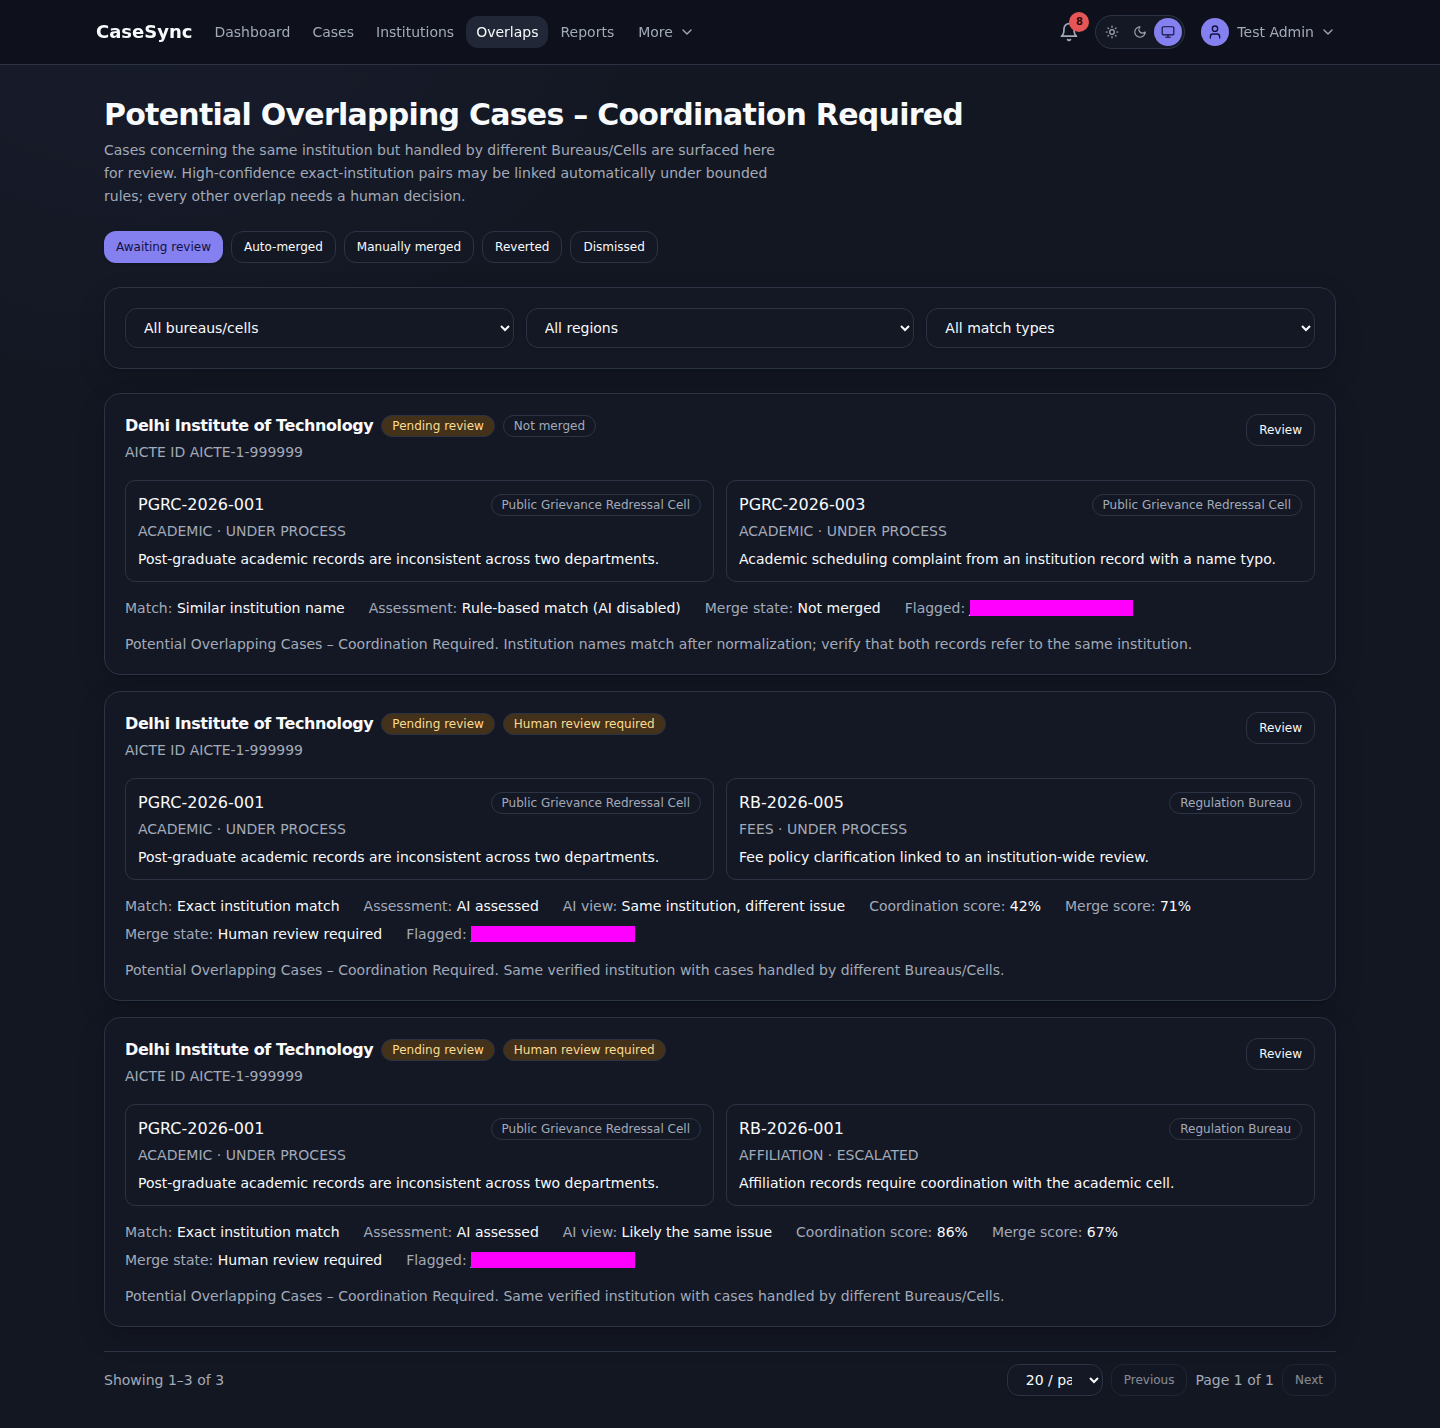 CaseSync Dashboard Cases Institutions Overlaps Reports More 8 Test Admin
Potential Overlapping Cases – Coordination Required
Cases concerning the same institution but handled by different Bureaus/Cells are surfaced here
for review. High-confidence exact-institution pairs may be linked automatically under bounded
rules; every other overlap needs a human decision.
Awaiting review Auto-merged Manually merged Reverted Dismissed
All bureaus/cells All regions All match types
Delhi Institute of Technology Pending review Not merged Review
AICTE ID AICTE-1-999999
PGRC-2026-001 Public Grievance Redressal Cell
ACADEMIC · UNDER PROCESS
Post-graduate academic records are inconsistent across two departments.
PGRC-2026-003 Public Grievance Redressal Cell
ACADEMIC · UNDER PROCESS
Academic scheduling complaint from an institution record with a name typo.
Match: Similar institution name Assessment: Rule-based match (AI disabled) Merge state: Not merged Flagged:
Potential Overlapping Cases – Coordination Required. Institution names match after normalization; verify that both records refer to the same institution.
Delhi Institute of Technology Pending review Human review required Review
AICTE ID AICTE-1-999999
PGRC-2026-001 Public Grievance Redressal Cell
ACADEMIC · UNDER PROCESS
Post-graduate academic records are inconsistent across two departments.
RB-2026-005 Regulation Bureau
FEES · UNDER PROCESS
Fee policy clarification linked to an institution-wide review.
Match: Exact institution match Assessment: AI assessed AI view: Same institution, different issue Coordination score: 42% Merge score: 71%
Merge state: Human review required Flagged:
Potential Overlapping Cases – Coordination Required. Same verified institution with cases handled by different Bureaus/Cells.
Delhi Institute of Technology Pending review Human review required Review
AICTE ID AICTE-1-999999
PGRC-2026-001 Public Grievance Redressal Cell
ACADEMIC · UNDER PROCESS
Post-graduate academic records are inconsistent across two departments.
RB-2026-001 Regulation Bureau
AFFILIATION · ESCALATED
Affiliation records require coordination with the academic cell.
Match: Exact institution match Assessment: AI assessed AI view: Likely the same issue Coordination score: 86% Merge score: 67%
Merge state: Human review required Flagged:
Potential Overlapping Cases – Coordination Required. Same verified institution with cases handled by different Bureaus/Cells.
Showing 1–3 of 3 20 / pa Previous Page 1 of 1 Next